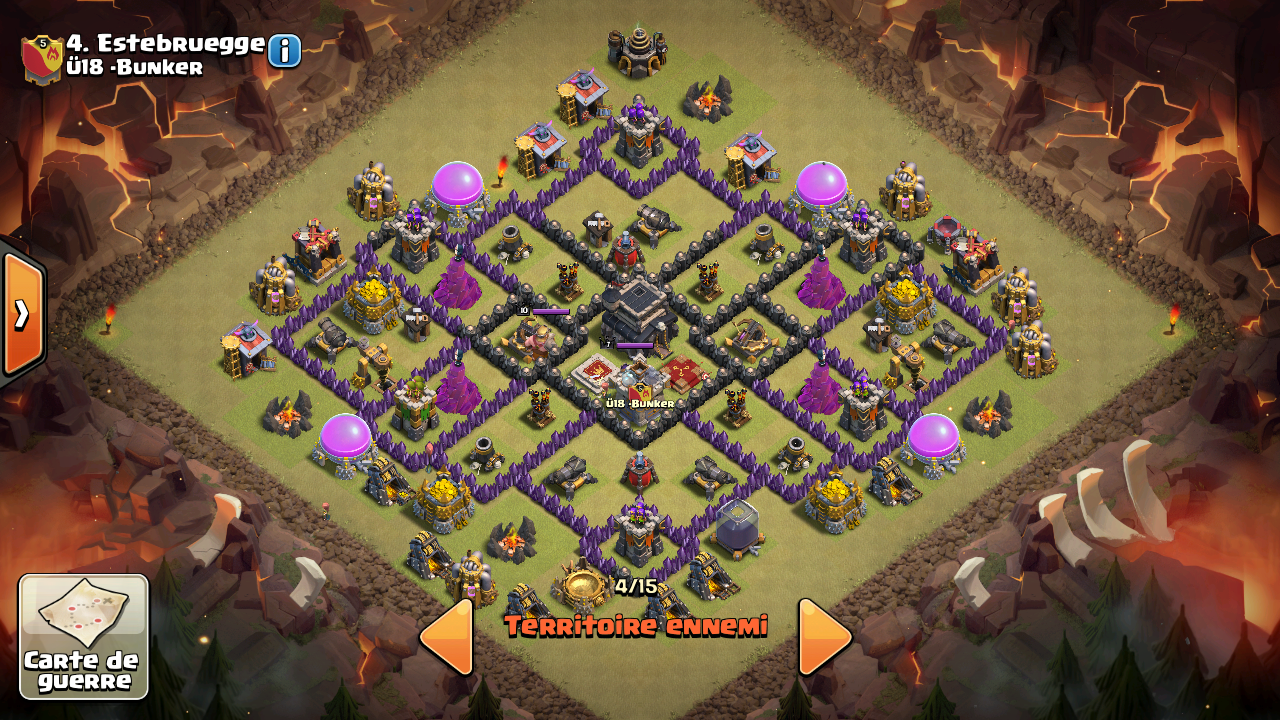 5
4. Estebruegge
i
Ü18 -Bunker
10
7
Ü18 -Bunker
4/15
Territoire ennemi
Carte de
guerre